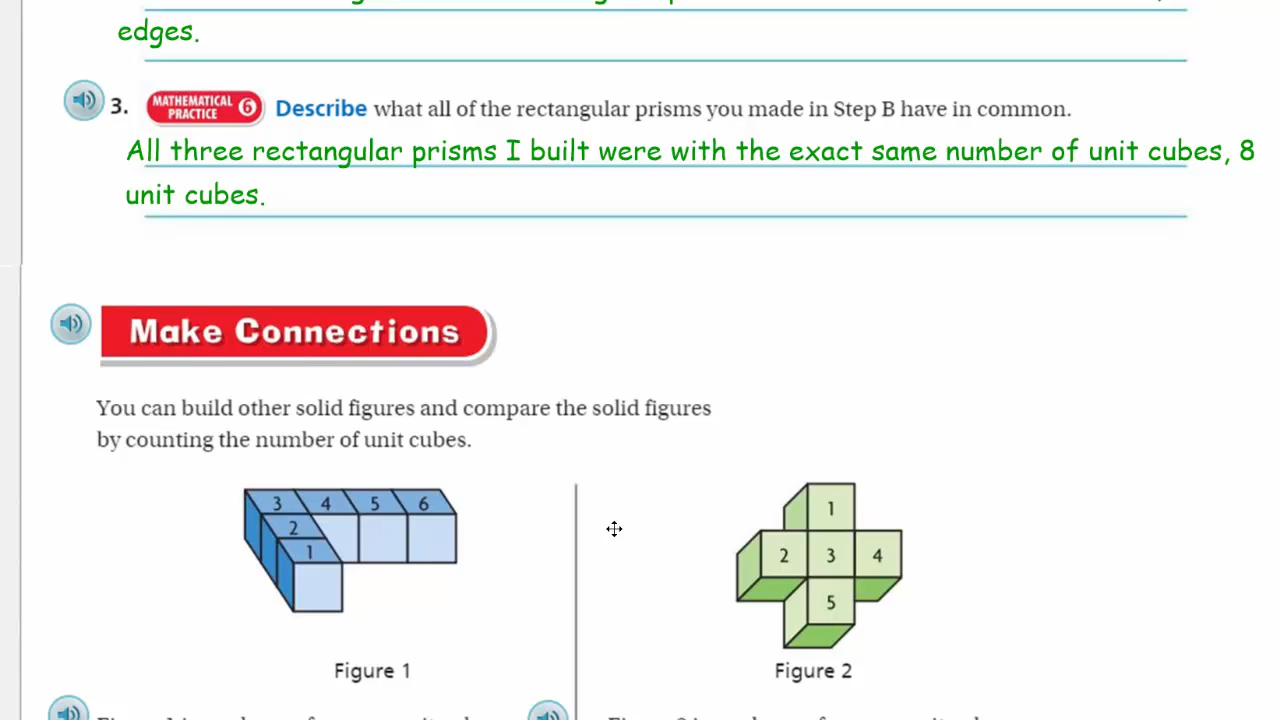 edges.
3. MATHEMATICAL PRACTICE 6 Describe what all of the rectangular prisms you made in Step B have in common.
All three rectangular prisms I built were with the exact same number of unit cubes, 8
unit cubes.
Make Connections
You can build other solid figures and compare the solid figures
by counting the number of unit cubes.
3 4 5 6
2
1
1
2 3 4
5
Figure 1
Figure 2